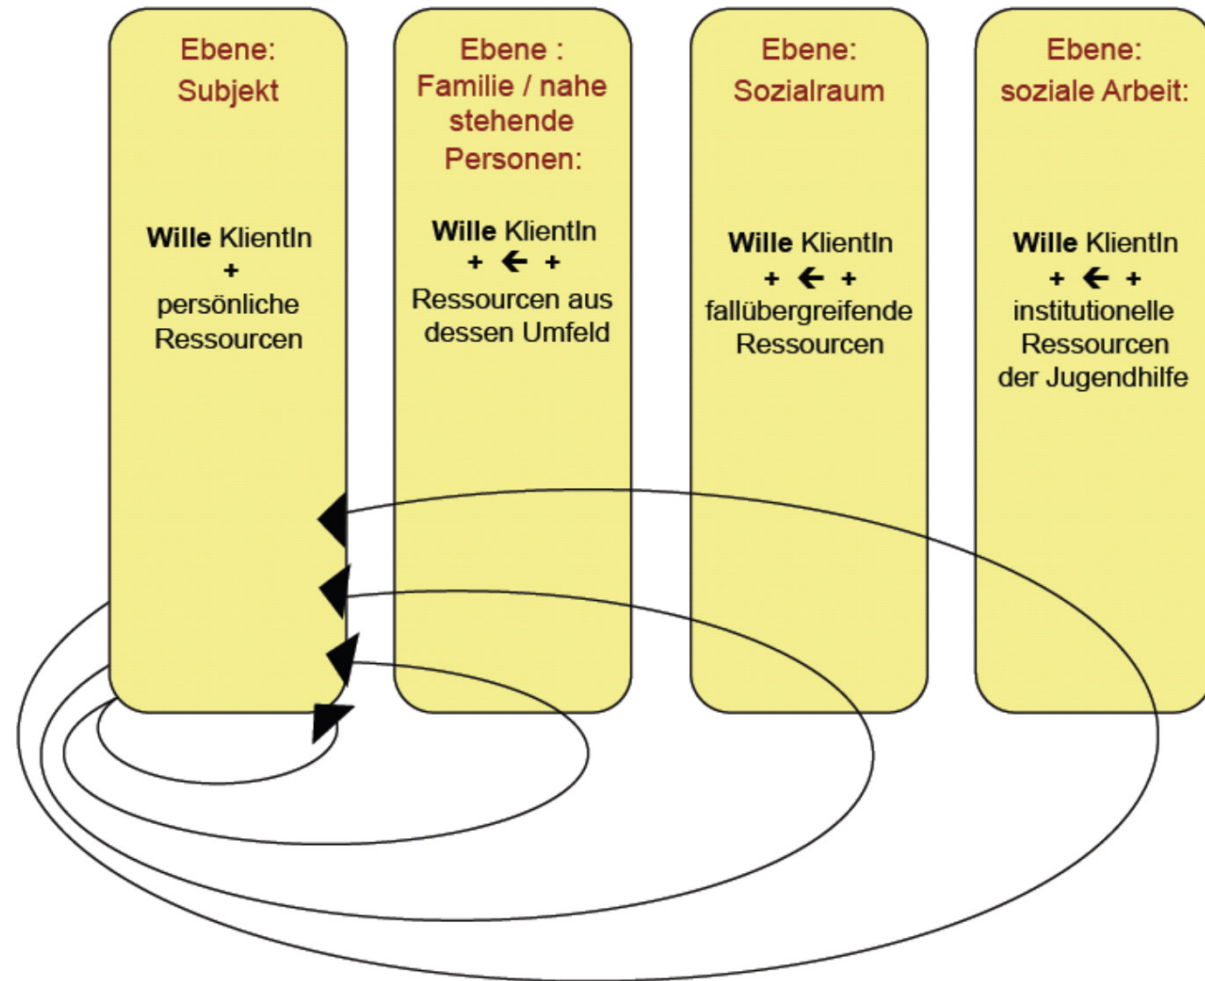 Ebene:
Subjekt
Wille KlientIn
+
persönliche
Ressourcen
Ebene :
Familie / nahe
stehende
Personen:
Wille KlientIn
+ ← +
Ressourcen aus
dessen Umfeld
Ebene:
Sozialraum
Wille KlientIn
+ ← +
fallübergreifende
Ressourcen
Ebene:
soziale Arbeit:
Wille KlientIn
+ ← +
institutionelle
Ressourcen
der Jugendhilfe